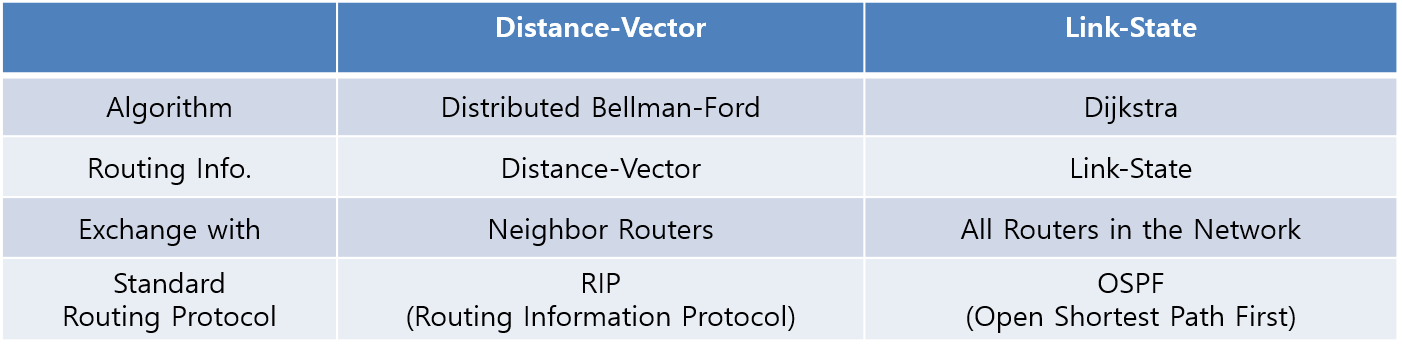 Distance-Vector Link-State
Algorithm Distributed Bellman-Ford Dijkstra
Routing Info. Distance-Vector Link-State
Exchange with Neighbor Routers All Routers in the Network
Standard RIP OSPF
Routing Protocol (Routing Information Protocol) (Open Shortest Path First)